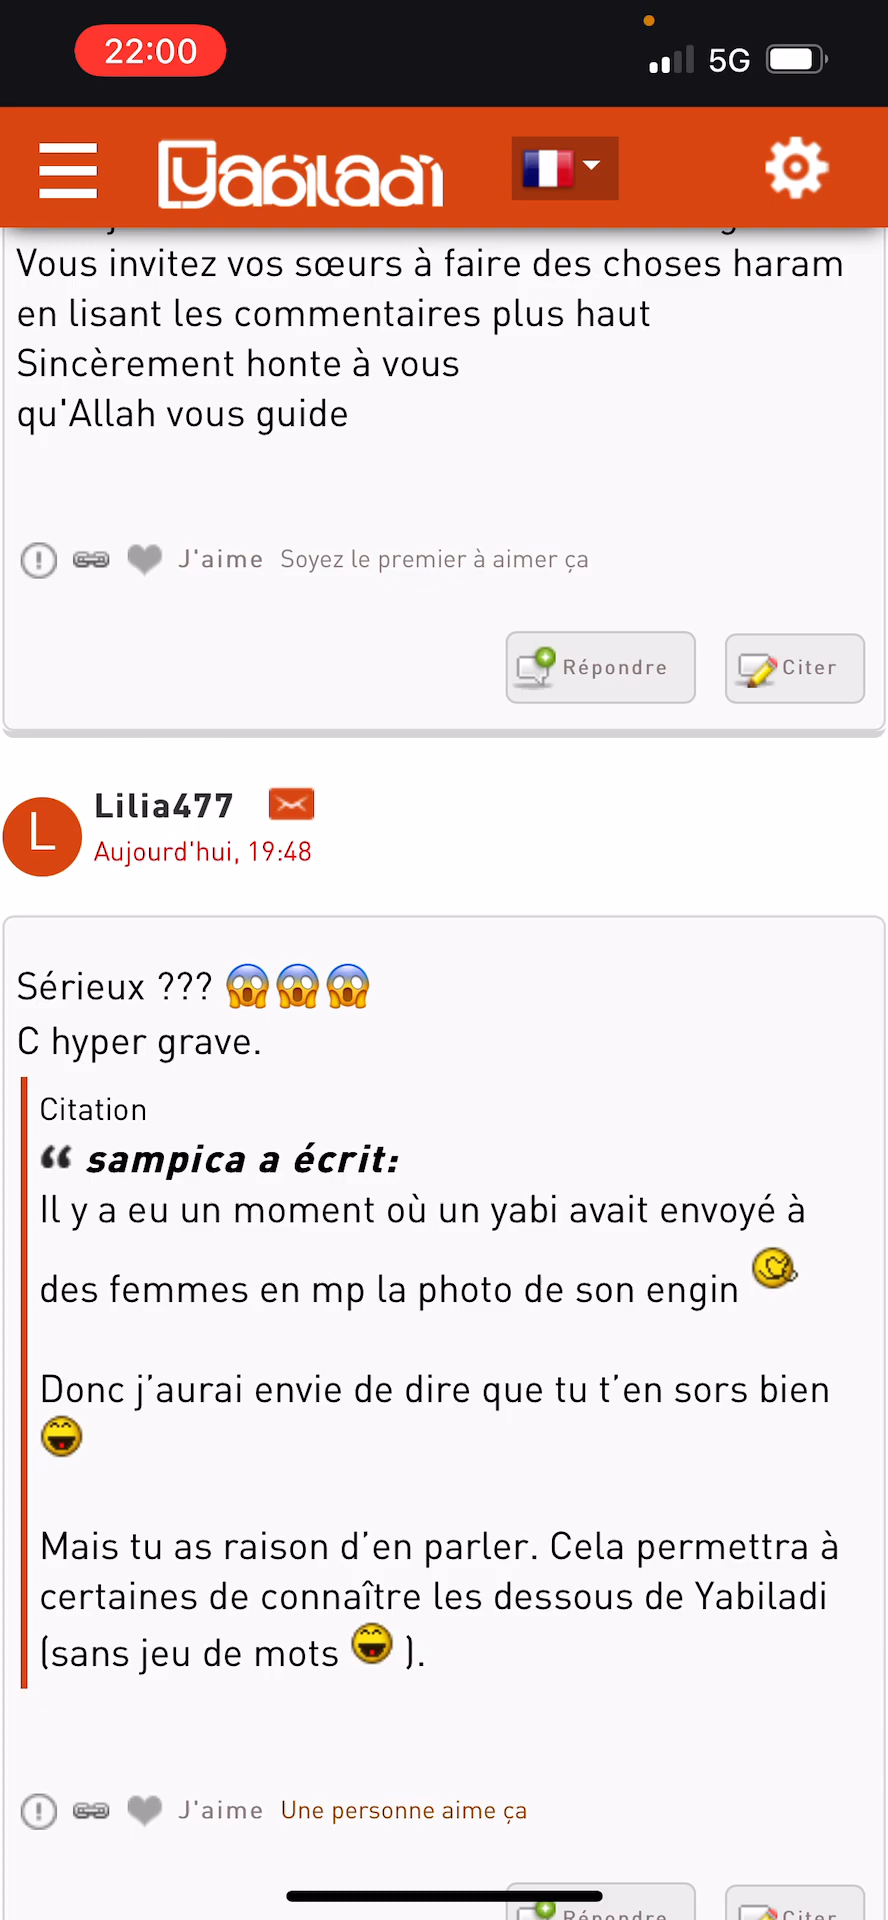 22:00
5G
yabiladi
Vous invitez vos sœurs à faire des choses haram
en lisant les commentaires plus haut
Sincèrement honte à vous
qu'Allah vous guide
J'aime Soyez le premier à aimer ça
Répondre Citer
Lilia477
L
Aujourd'hui, 19:48
Sérieux ??? 😱😱😱
C hyper grave.
Citation
“ sampica a écrit:
Il y a eu un moment où un yabi avait envoyé à
des femmes en mp la photo de son engin
Donc j’aurai envie de dire que tu t’en sors bien
Mais tu as raison d’en parler. Cela permettra à
certaines de connaître les dessous de Yabiladi
(sans jeu de mots ).
J'aime Une personne aime ça
Répondre Citer